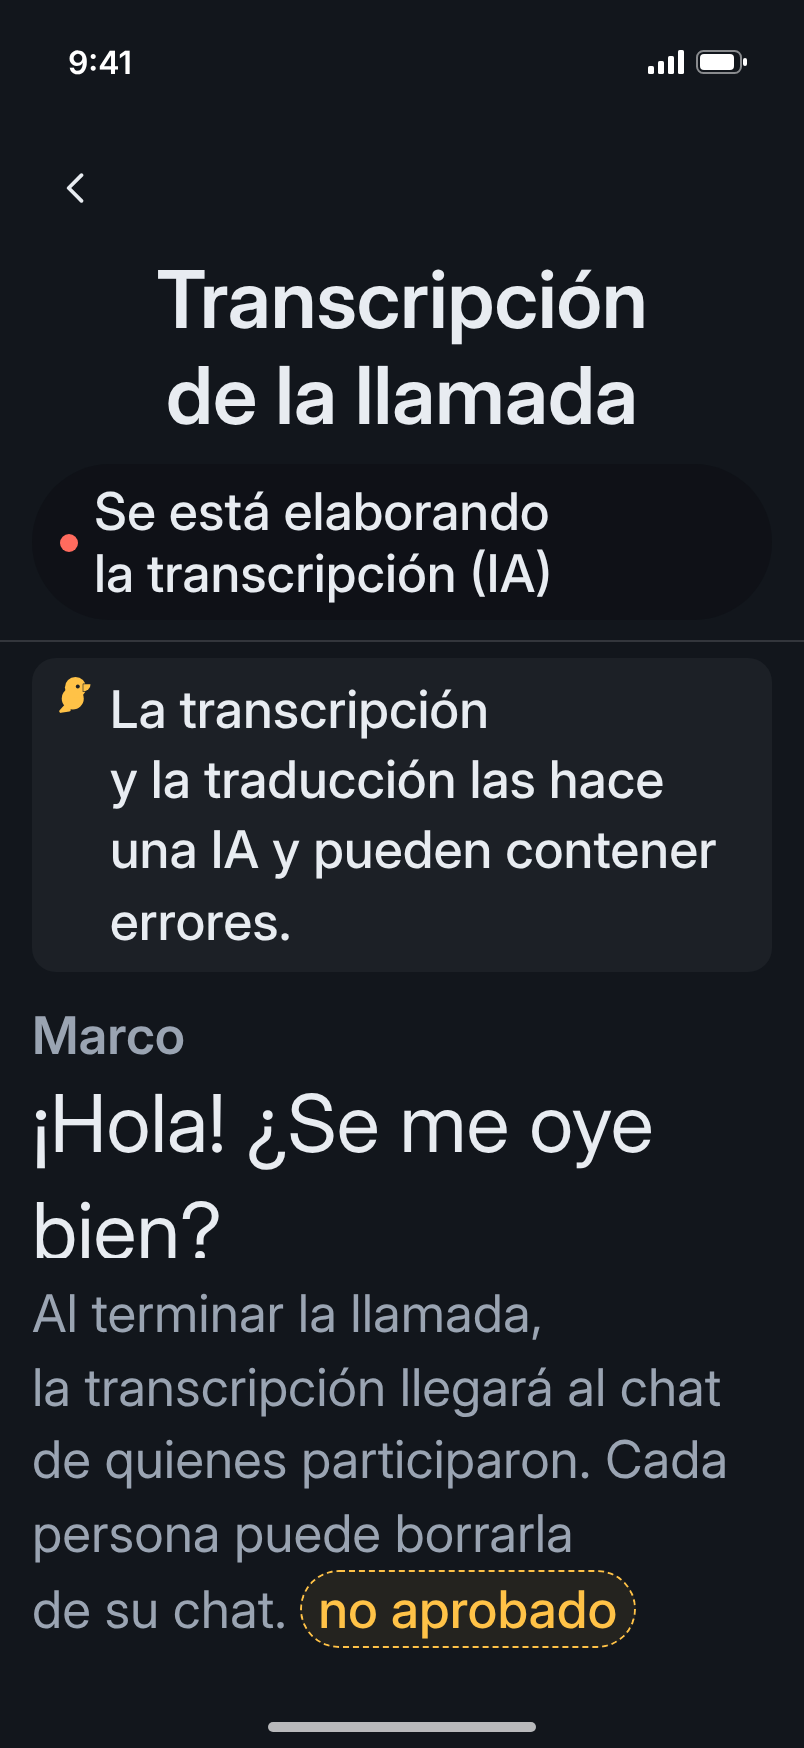 9:41
Transcripción
de la llamada
Se está elaborando
la transcripción (IA)
La transcripción
y la traducción las hace
una IA y pueden contener
errores.
Marco
¡Hola! ¿Se me oye
bien?
Al terminar la llamada,
la transcripción llegará al chat
de quienes participaron. Cada
persona puede borrarla
de su chat. no aprobado